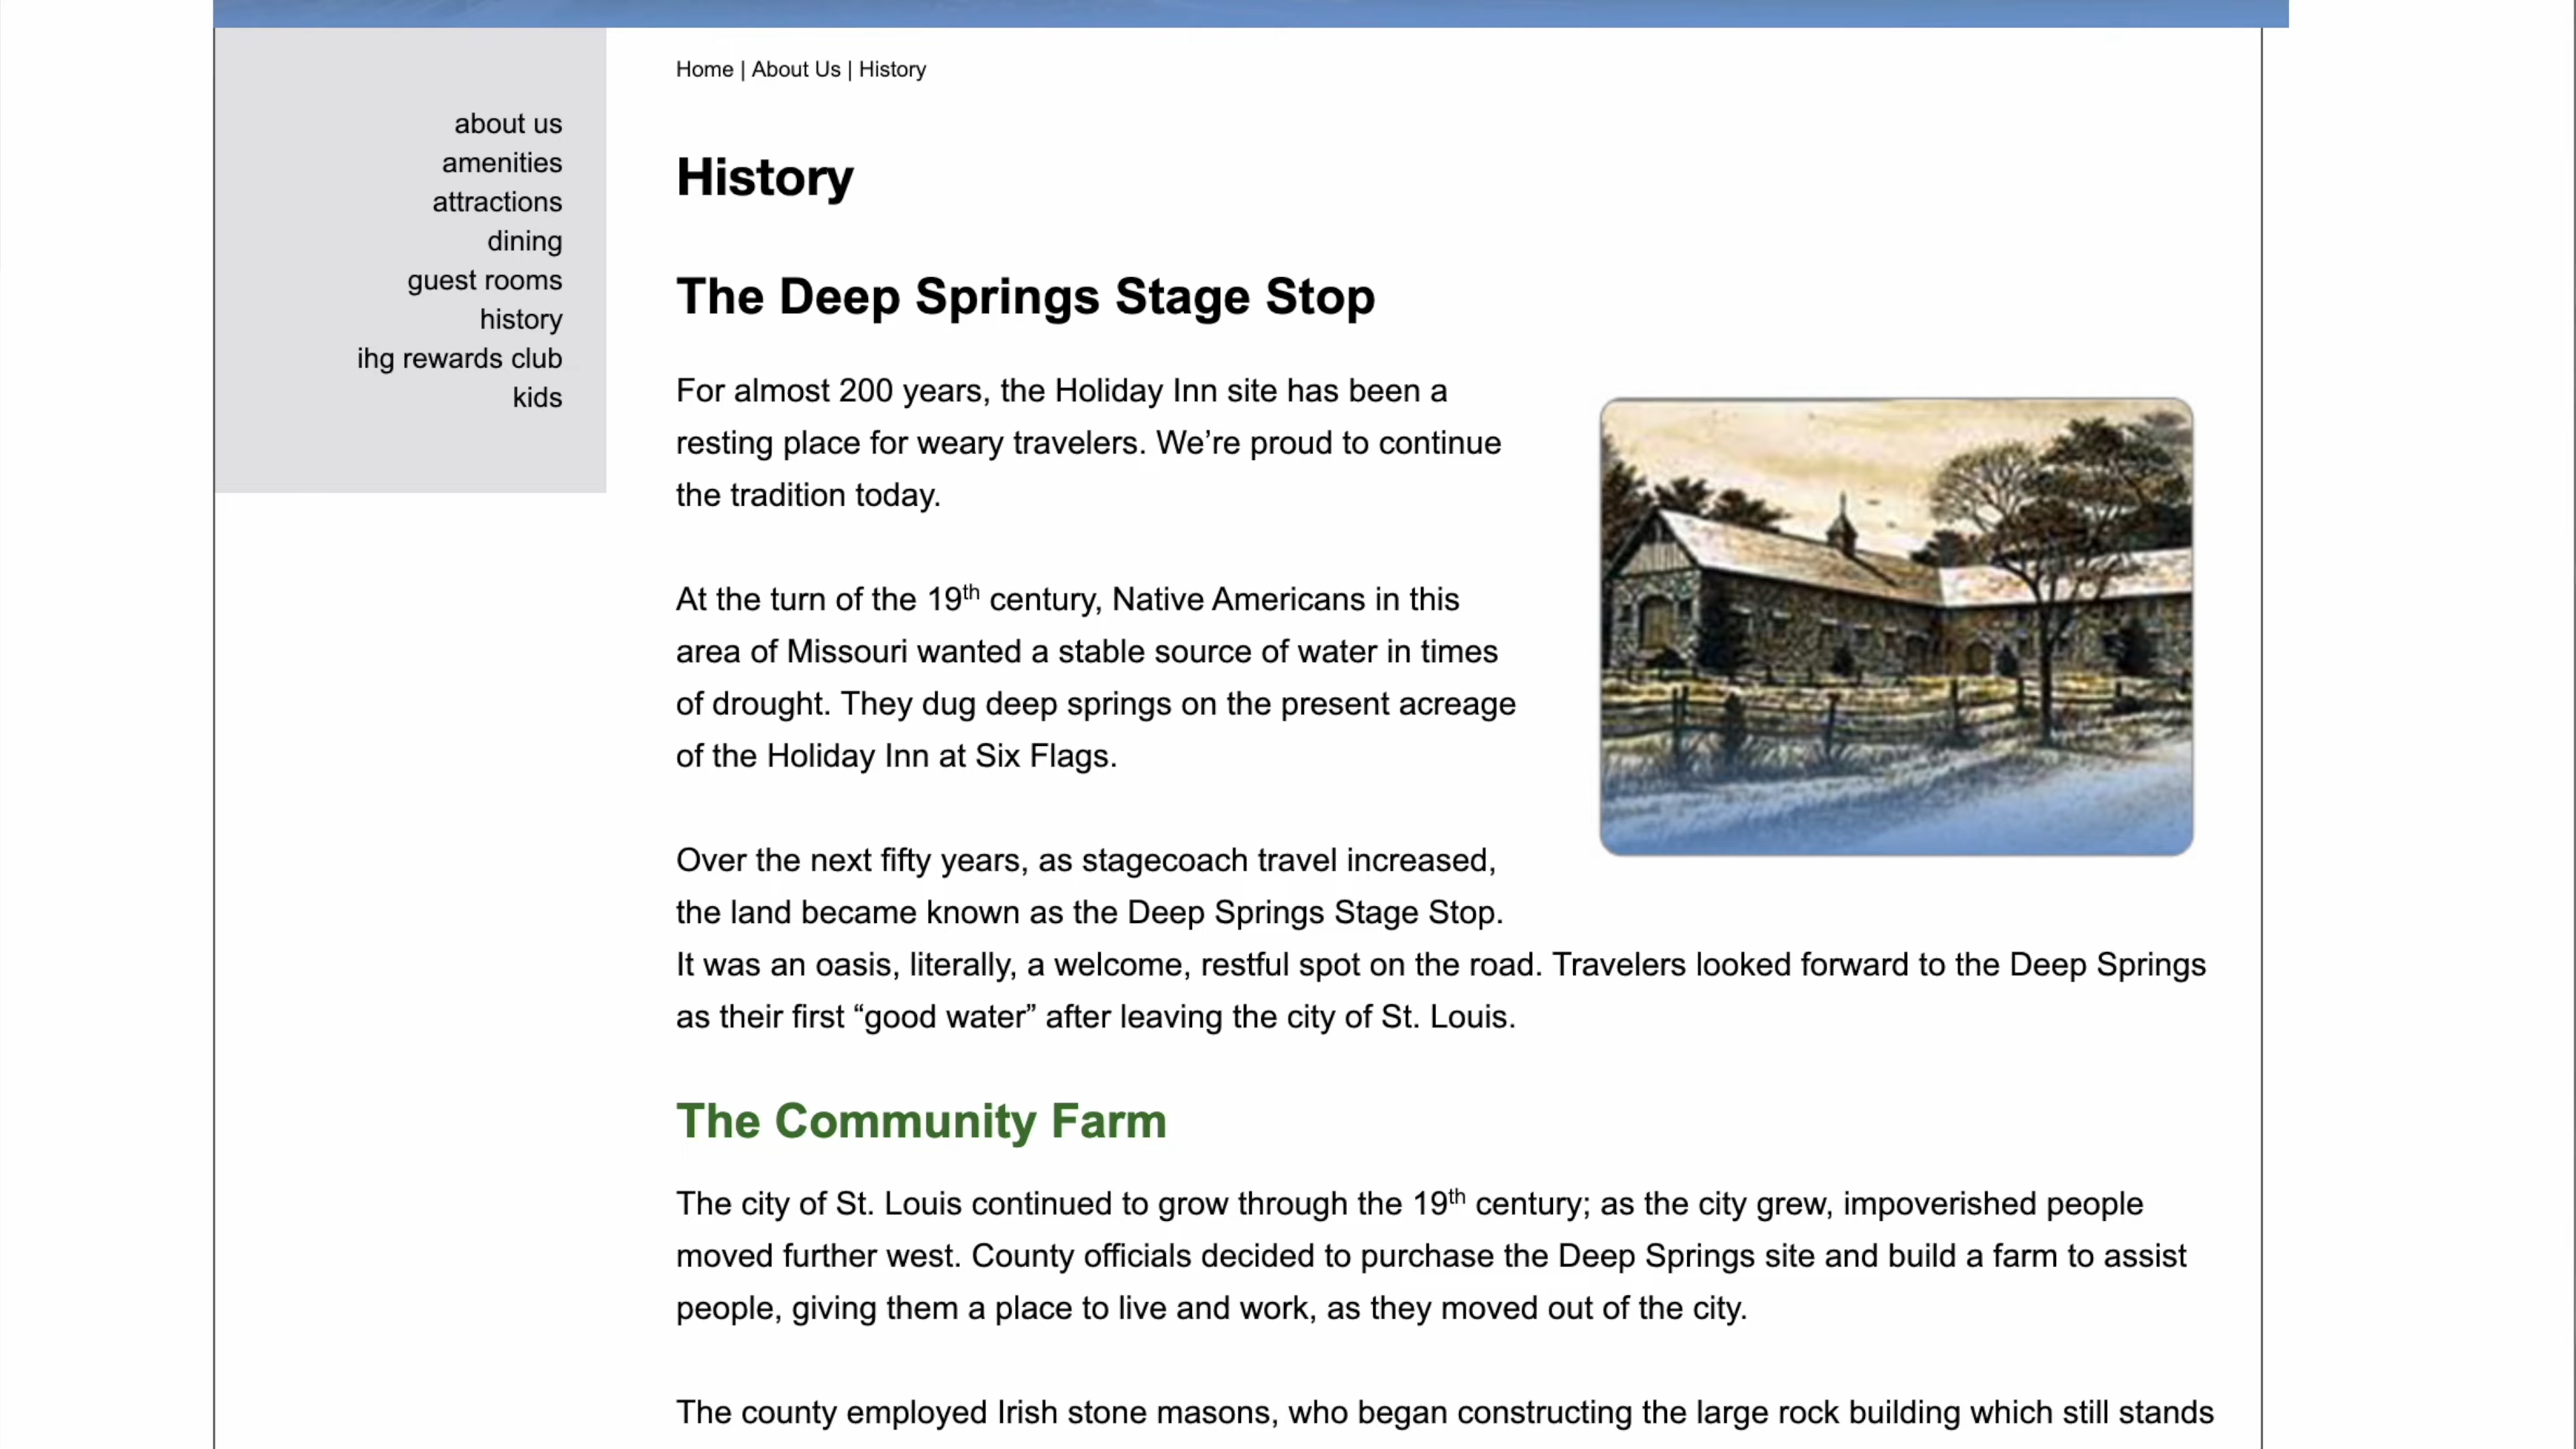 Home | About Us | History
about us
amenities
attractions
dining
guest rooms
history
ihg rewards club
kids
History
The Deep Springs Stage Stop
For almost 200 years, the Holiday Inn site has been a
resting place for weary travelers. We’re proud to continue
the tradition today.
At the turn of the 19th century, Native Americans in this
area of Missouri wanted a stable source of water in times
of drought. They dug deep springs on the present acreage
of the Holiday Inn at Six Flags.
Over the next fifty years, as stagecoach travel increased,
the land became known as the Deep Springs Stage Stop.
It was an oasis, literally, a welcome, restful spot on the road. Travelers looked forward to the Deep Springs
as their first “good water” after leaving the city of St. Louis.
The Community Farm
The city of St. Louis continued to grow through the 19th century; as the city grew, impoverished people
moved further west. County officials decided to purchase the Deep Springs site and build a farm to assist
people, giving them a place to live and work, as they moved out of the city.
The county employed Irish stone masons, who began constructing the large rock building which still stands